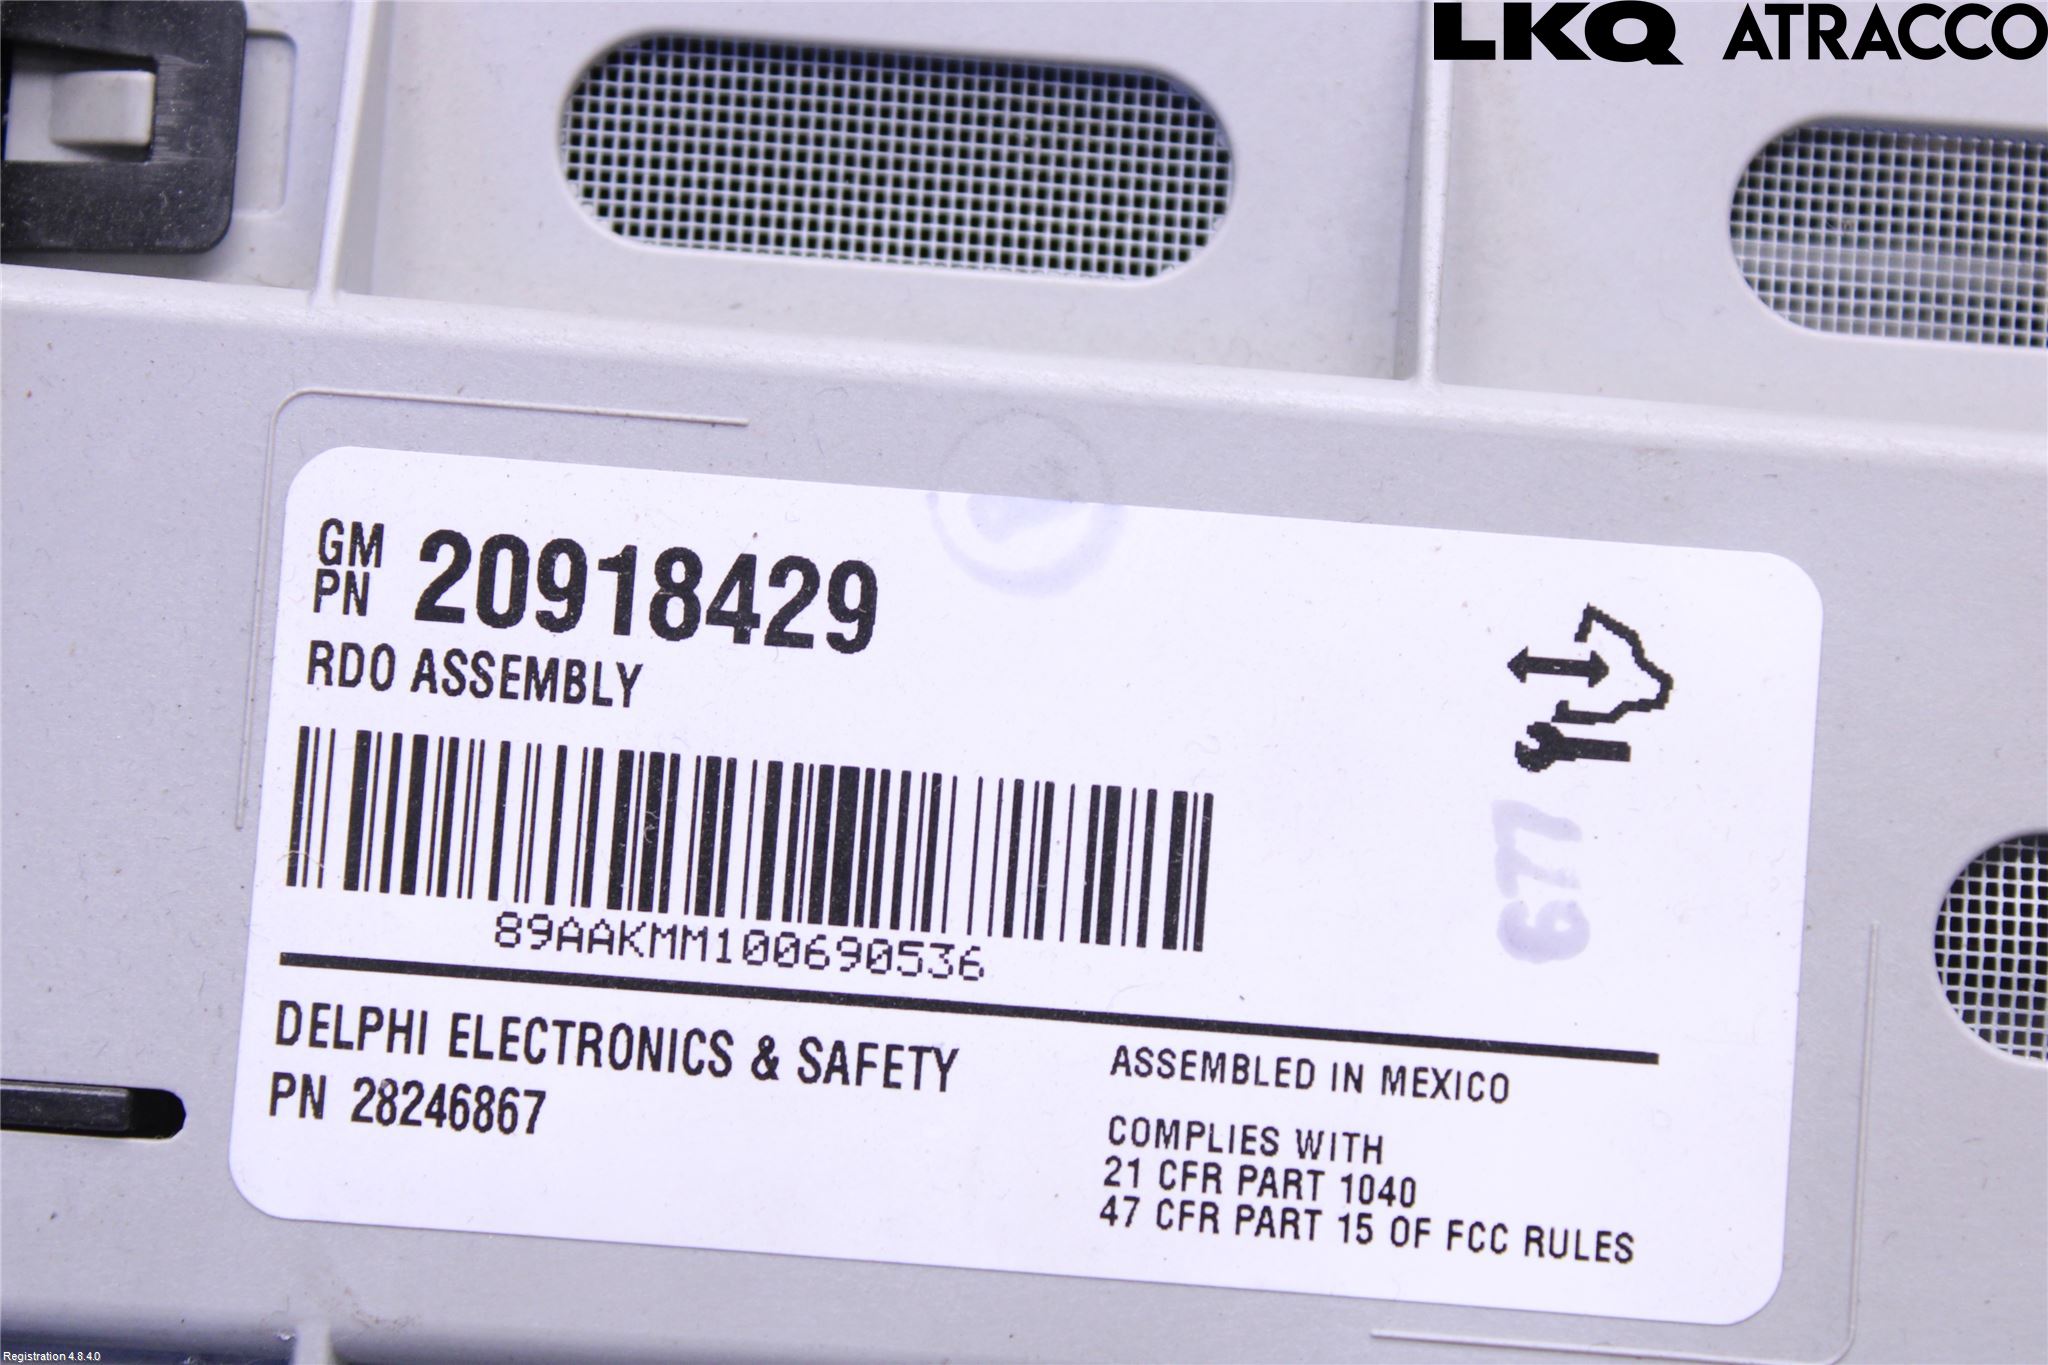 LKQ ATRACCO
GM
PN 20918429
RDO ASSEMBLY
89AAKMM100690536
677
DELPHI ELECTRONICS & SAFETY
PN 28246867
ASSEMBLED IN MEXICO
COMPLIES WITH
21 CFR PART 1040
47 CFR PART 15 OF FCC RULES
Registration 4.8.4.0